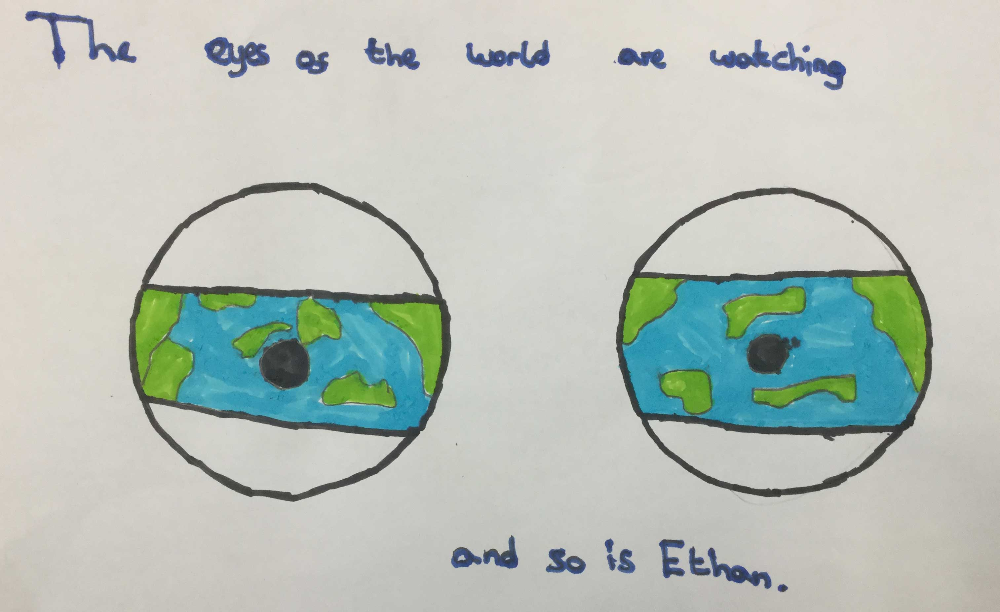 The eyes of the world are watching
and so is Ethan.